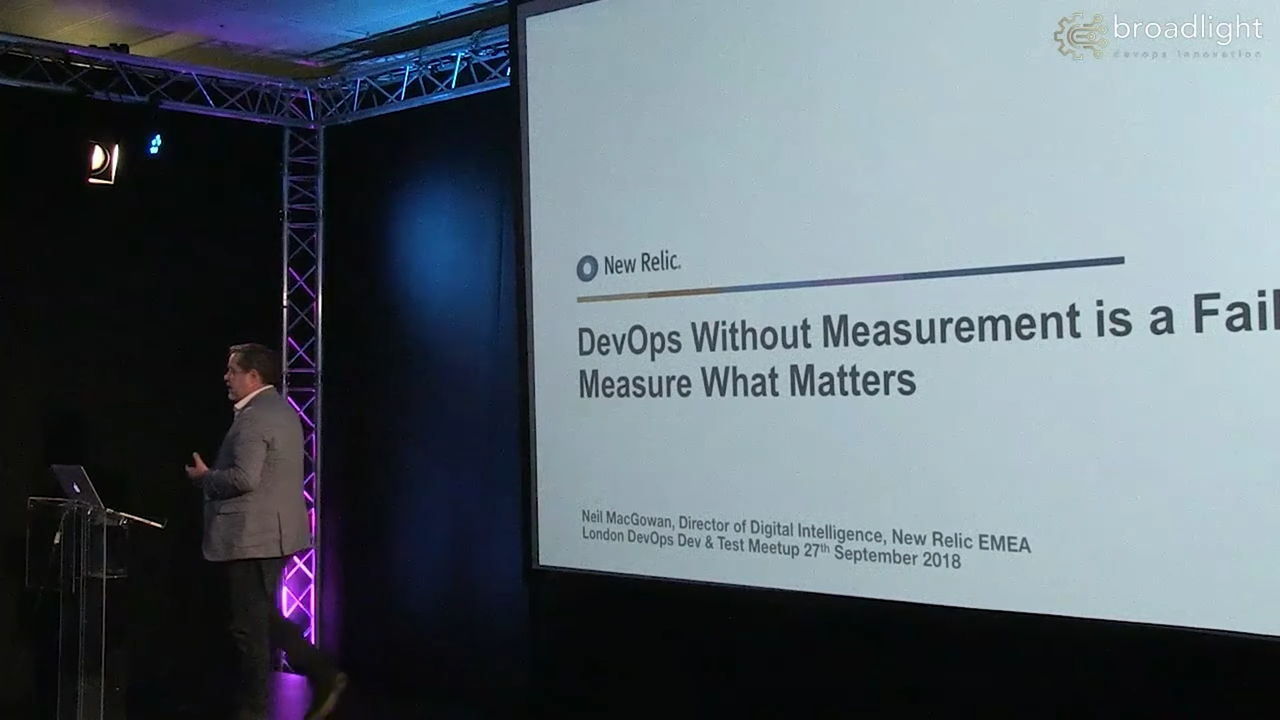 broadlight
devops innovation
New Relic.
DevOps Without Measurement is a Fail
Measure What Matters
Neil MacGowan, Director of Digital Intelligence, New Relic EMEA
London DevOps Dev & Test Meetup 27th September 2018